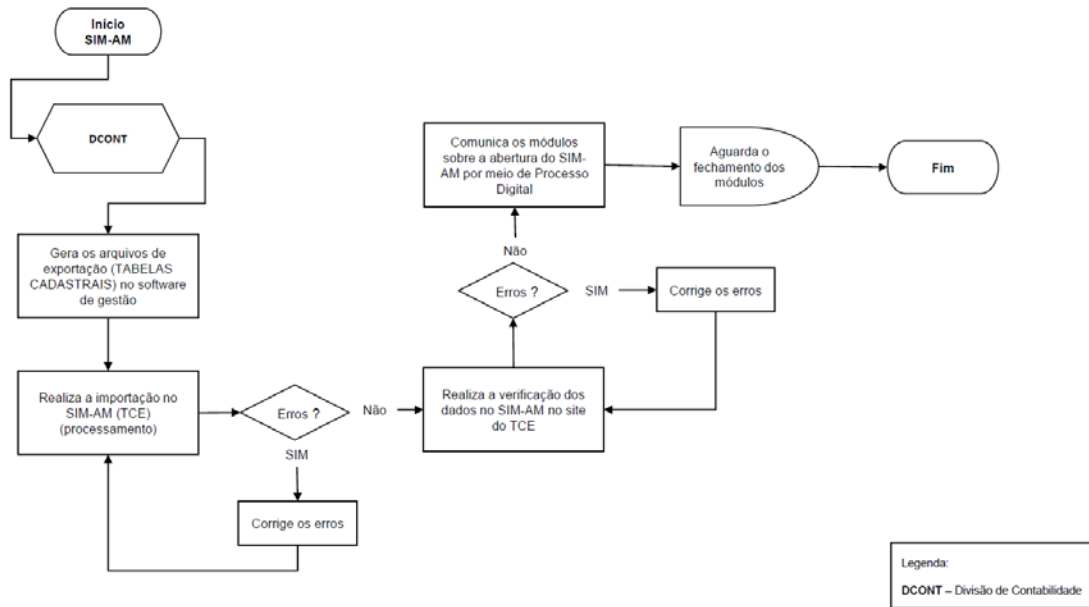 Início
SIM-AM
DCONT
Gera os arquivos de
exportação (TABELAS
CADASTRAIS) no software
de gestão
Realiza a importação no
SIM-AM (TCE)
(processamento)
Erros ?
SIM
Corrige os erros
Não
Realiza a verificação dos
dados no SIM-AM no site
do TCE
Erros ?
SIM
Corrige os erros
Não
Comunica os módulos
sobre a abertura do SIM-
AM por meio de Processo
Digital
Aguarda o
fechamento dos
módulos
Fim
Legenda:
DCONT – Divisão de Contabilidade